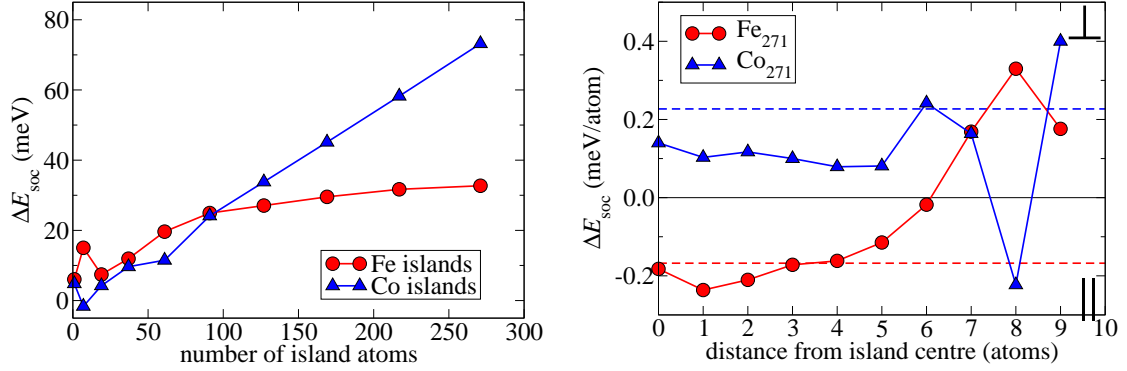 80
60
40
20
0
ΔE_soc (meV)
0 50 100 150 200 250 300
number of island atoms
Fe islands
Co islands
0.4
0.2
0.0
-0.2
ΔE_soc (meV/atom)
0 1 2 3 4 5 6 7 8 9 10
distance from island centre (atoms)
Fe_271
Co_271
⊥
||